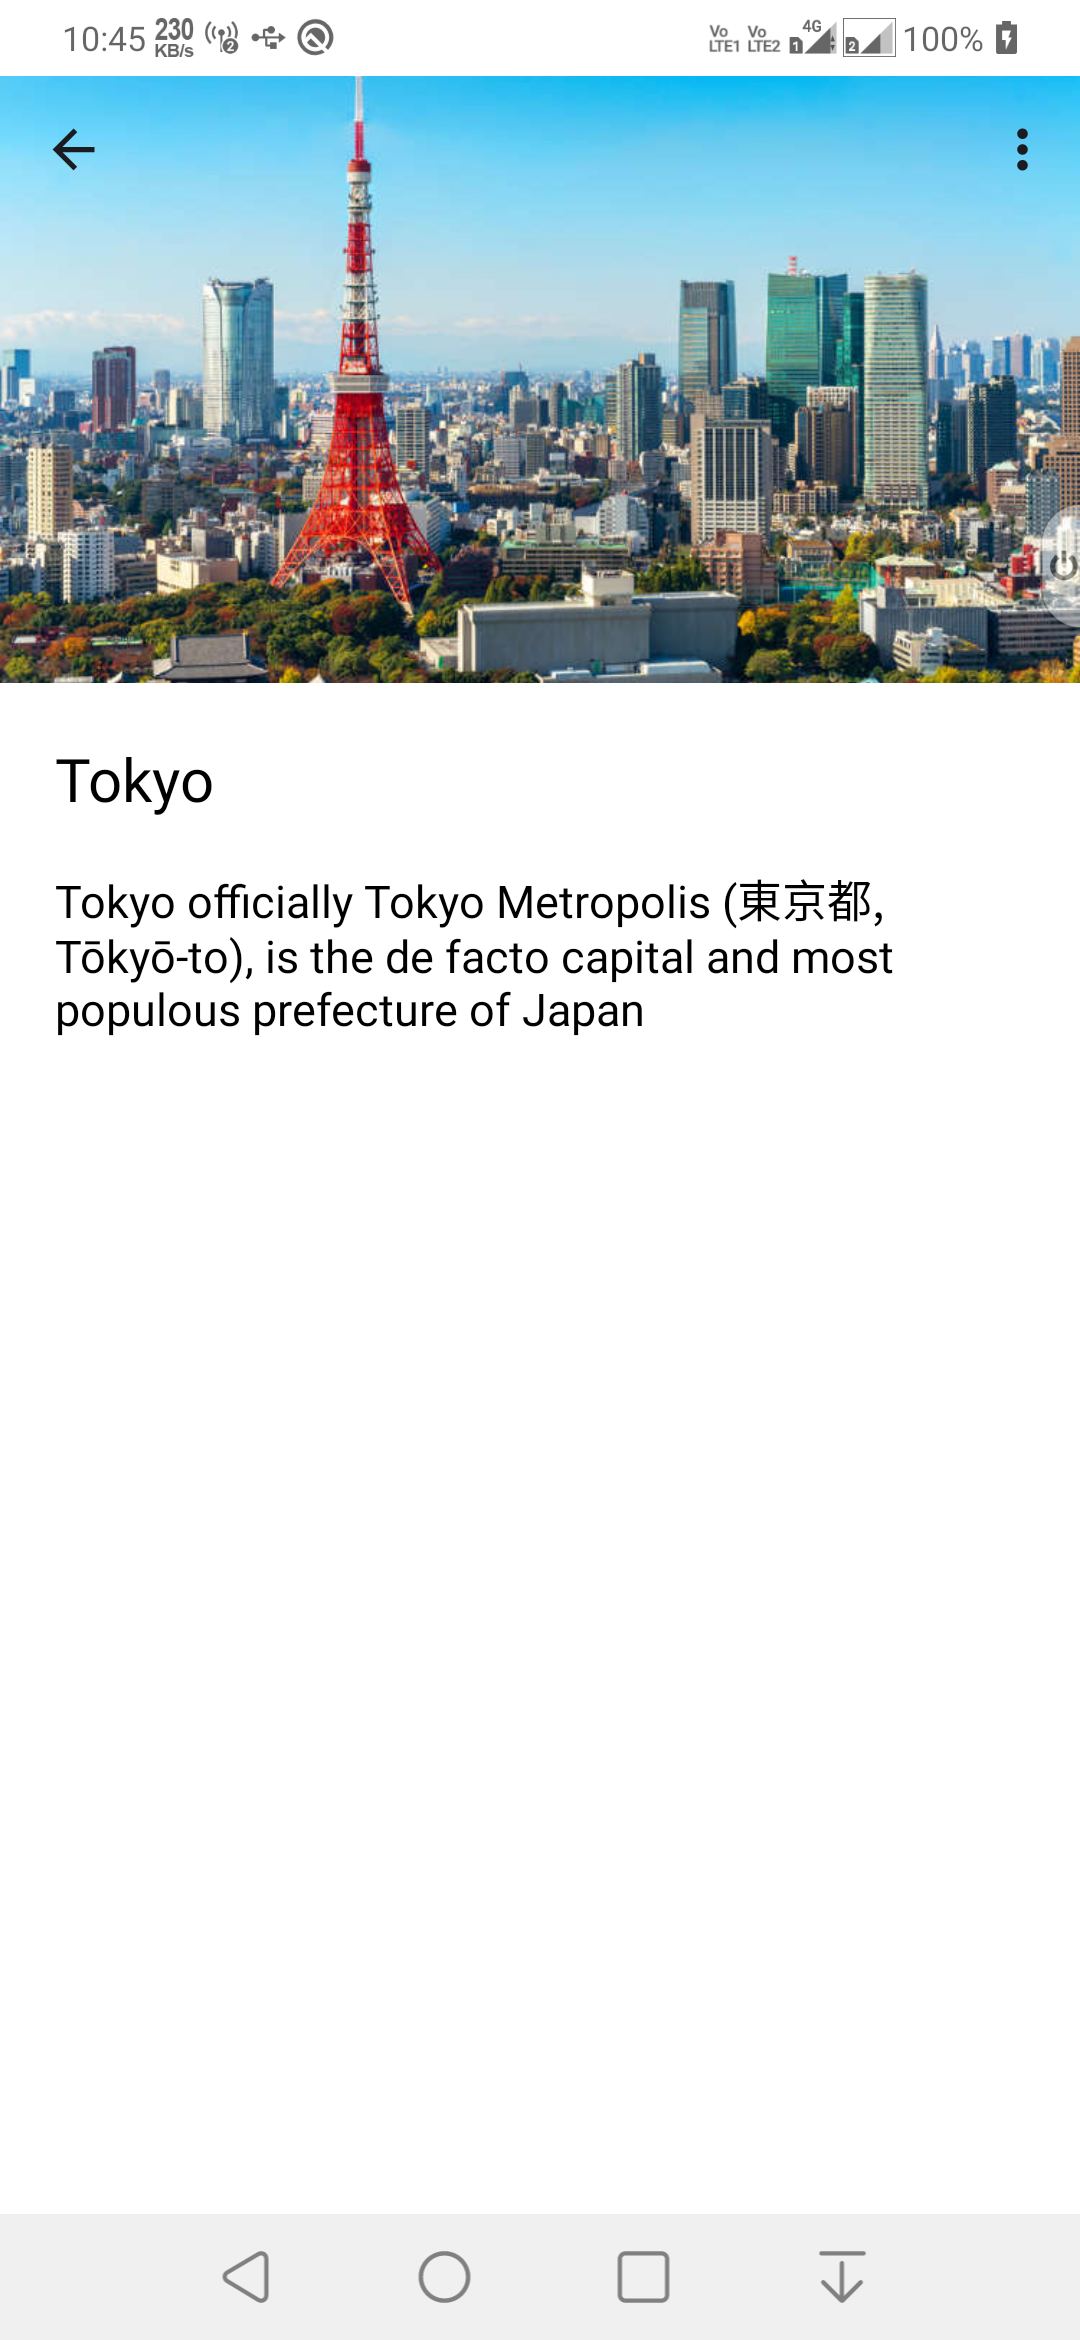 10:45 230 KB/s 2 Vo LTE1 Vo LTE2 4G 1 2 100%
Tokyo
Tokyo officially Tokyo Metropolis (東京都,
Tōkyō-to), is the de facto capital and most
populous prefecture of Japan